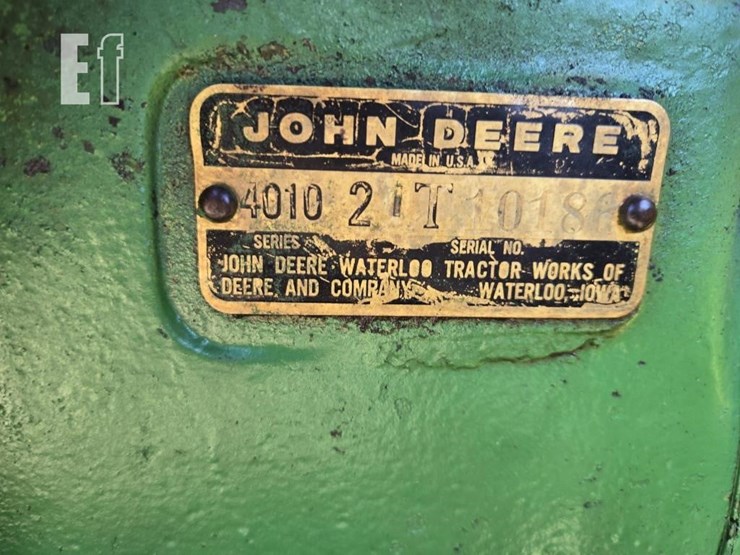 Ef
JOHN DEERE
MADE IN U.S.A.
4010 21T
SERIES SERIAL NO.
JOHN DEERE WATERLOO TRACTOR WORKS OF
DEERE AND COMPANY WATERLOO, IOWA